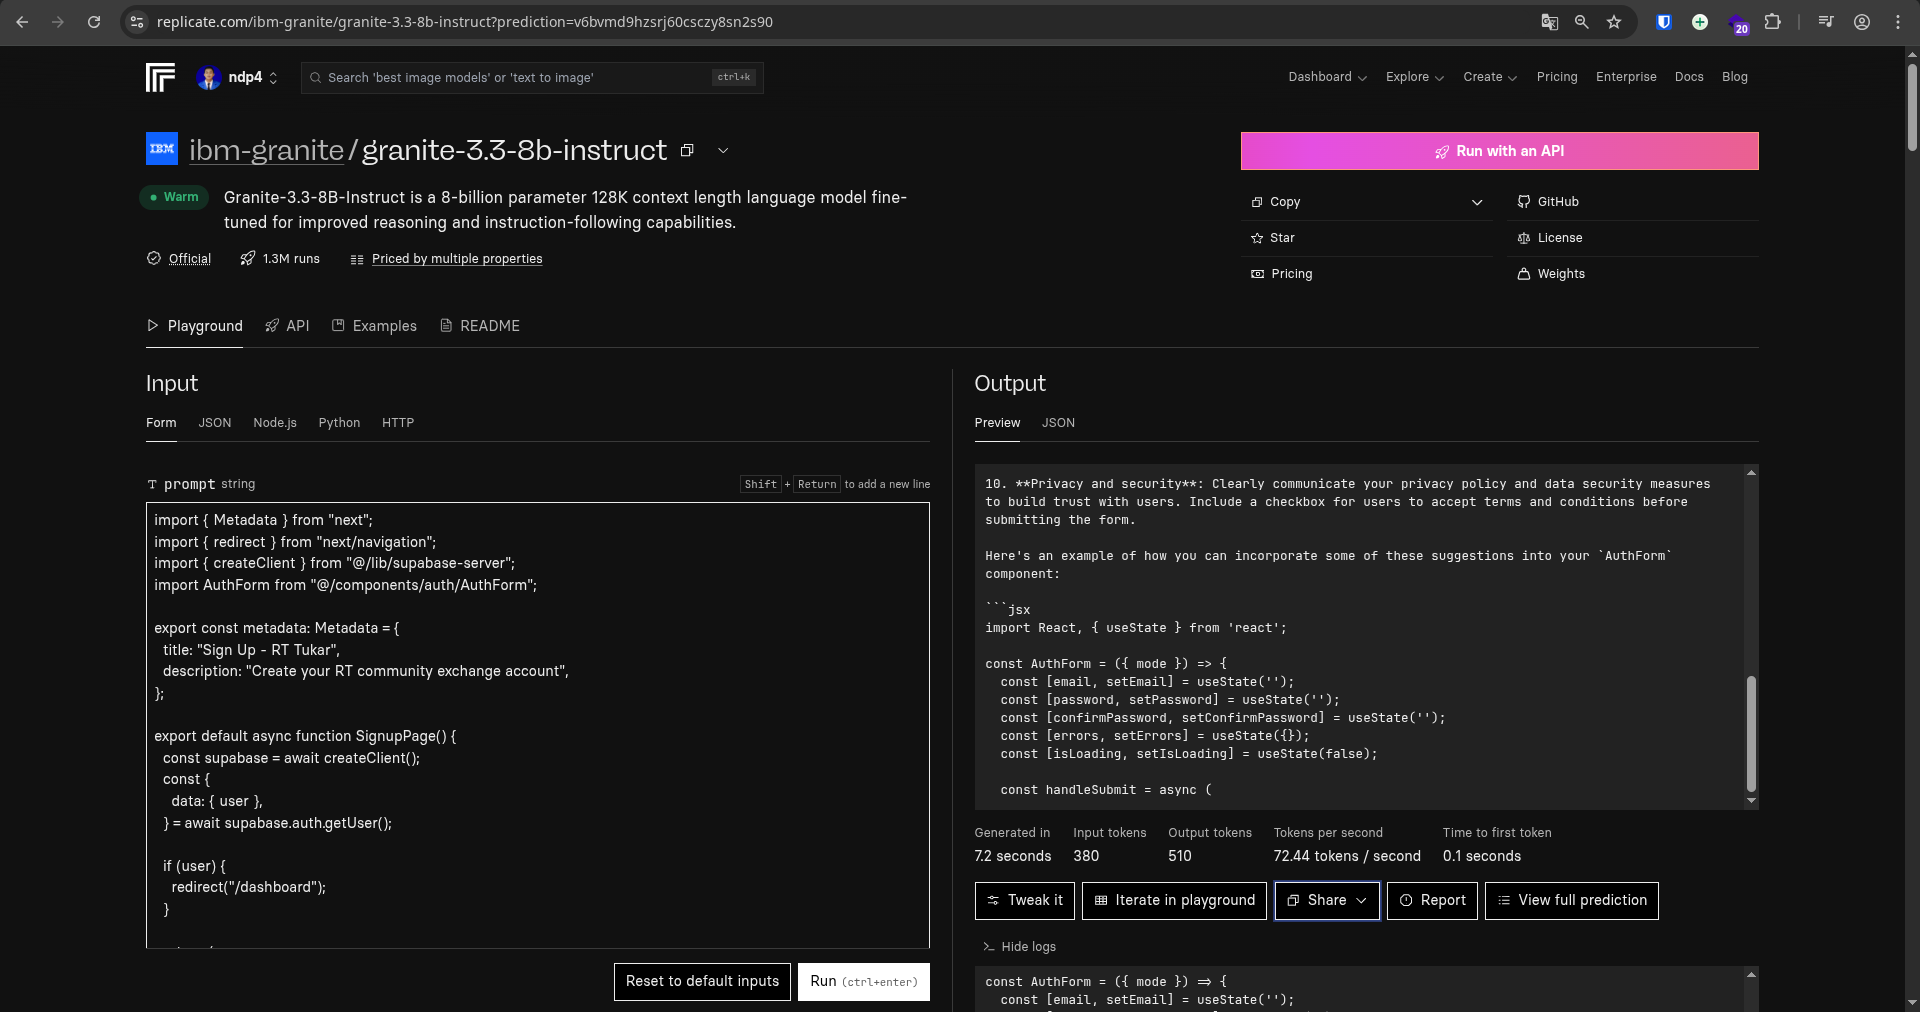 replicate.com/ibm-granite/granite-3.3-8b-instruct?prediction=v6bvmd9hzsrj60csczy8sn2s90
20
ndp4
Search 'best image models' or 'text to image'
ctrl+k
Dashboard
Explore
Create
Pricing
Enterprise
Docs
Blog
IBM
ibm-granite/granite-3.3-8b-instruct
Run with an API
Warm
Granite-3.3-8B-Instruct is a 8-billion parameter 128K context length language model fine-
tuned for improved reasoning and instruction-following capabilities.
Official
1.3M runs
Priced by multiple properties
Copy
GitHub
Star
License
Pricing
Weights
Playground
API
Examples
README
Input
Form
JSON
Node.js
Python
HTTP
T prompt string
Shift + Return to add a new line
import { Metadata } from "next";
import { redirect } from "next/navigation";
import { createClient } from "@/lib/supabase-server";
import AuthForm from "@/components/auth/AuthForm";
export const metadata: Metadata = {
title: "Sign Up - RT Tukar",
description: "Create your RT community exchange account",
};
export default async function SignupPage() {
const supabase = await createClient();
const {
data: { user },
} = await supabase.auth.getUser();
if (user) {
redirect("/dashboard");
}
Reset to default inputs
Run (ctrl+enter)
Output
Preview
JSON
10. **Privacy and security**: Clearly communicate your privacy policy and data security measures
to build trust with users. Include a checkbox for users to accept terms and conditions before
submitting the form.
Here's an example of how you can incorporate some of these suggestions into your `AuthForm`
component:
```jsx
import React, { useState } from 'react';
const AuthForm = ({ mode }) => {
const [email, setEmail] = useState('');
const [password, setPassword] = useState('');
const [confirmPassword, setConfirmPassword] = useState('');
const [errors, setErrors] = useState({});
const [isLoading, setIsLoading] = useState(false);
const handleSubmit = async (
Generated in
Input tokens
Output tokens
Tokens per second
Time to first token
7.2 seconds
380
510
72.44 tokens / second
0.1 seconds
Tweak it
Iterate in playground
Share
Report
View full prediction
Hide logs
const AuthForm = ({ mode }) => {
const [email, setEmail] = useState('');